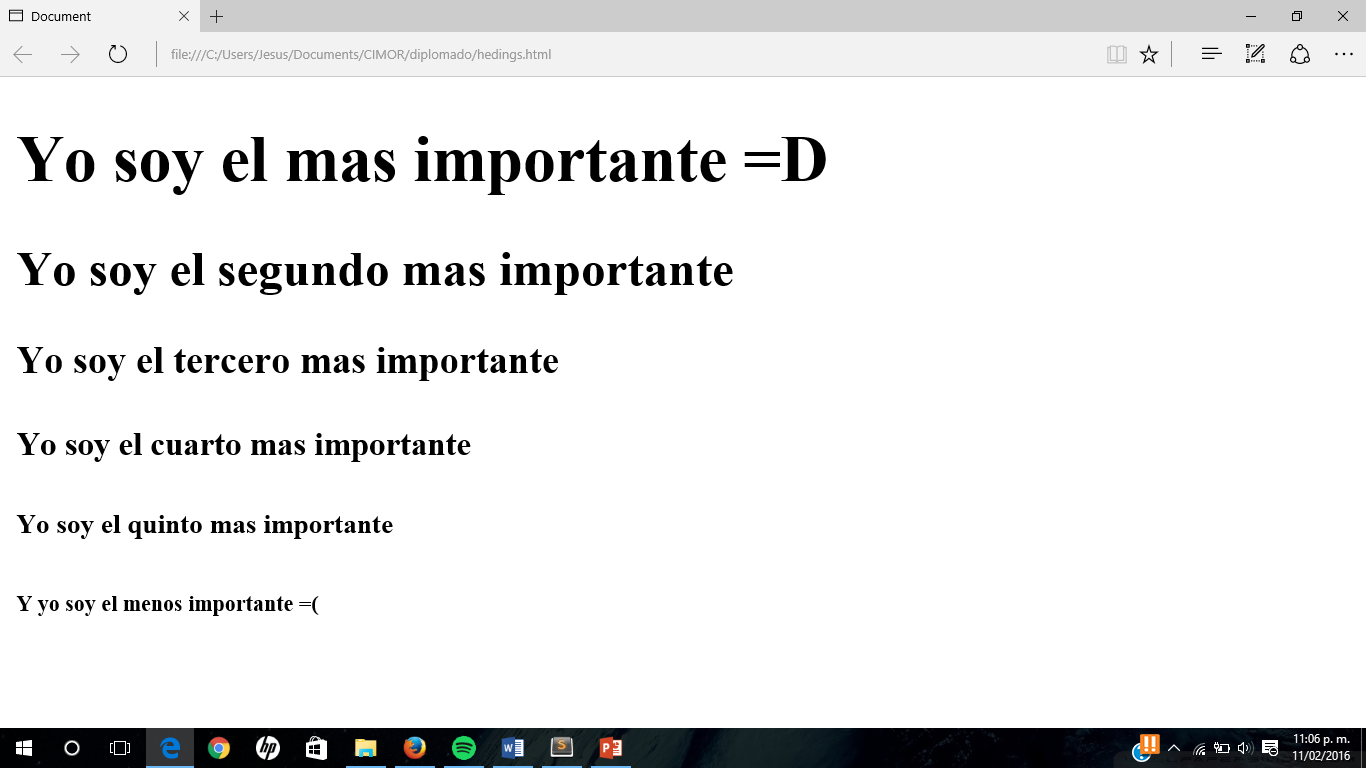 Document
file:///C:/Users/Jesus/Documents/CIMOR/diplomado/hedings.html
Yo soy el mas importante =D
Yo soy el segundo mas importante
Yo soy el tercero mas importante
Yo soy el cuarto mas importante
Yo soy el quinto mas importante
Y yo soy el menos importante =(
11:06 p. m.
11/02/2016